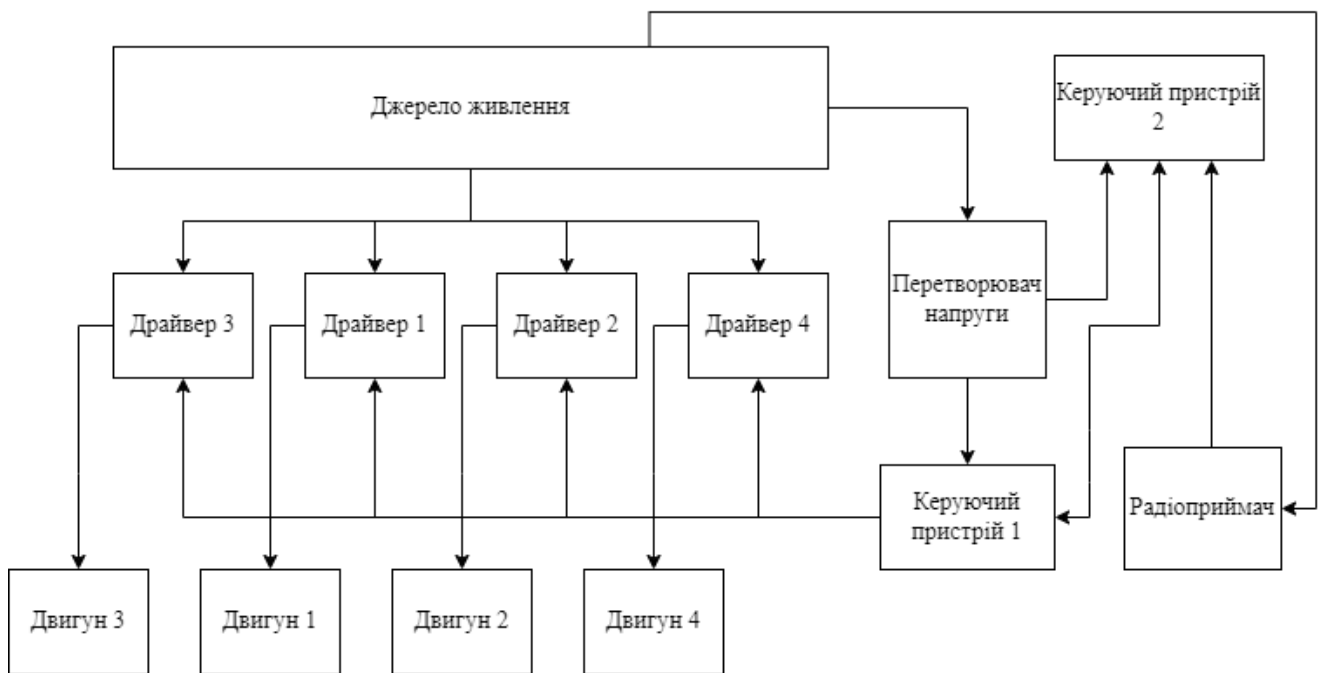 Джерело живлення
Керуючий пристрій
2
Драйвер 3
Драйвер 1
Драйвер 2
Драйвер 4
Перетворювач
напруги
Керуючий
пристрій 1
Радіоприймач
Двигун 3
Двигун 1
Двигун 2
Двигун 4